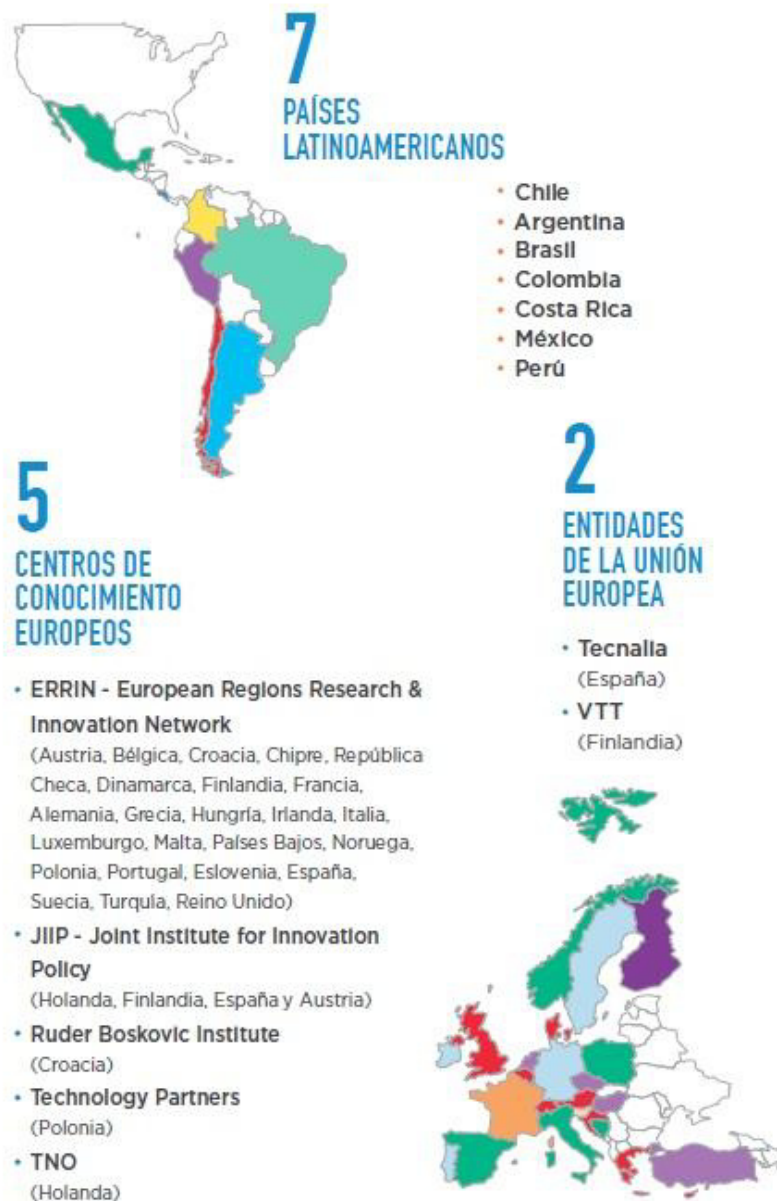 7
PAÍSES
LATINOAMERICANOS
• Chile
• Argentina
• Brasil
• Colombia
• Costa Rica
• México
• Perú
5
CENTROS DE
CONOCIMIENTO
EUROPEOS
• ERRIN - European Regions Research &
Innovation Network
(Austria, Bélgica, Croacia, Chipre, República
Checa, Dinamarca, Finlandia, Francia,
Alemania, Grecia, Hungría, Irlanda, Italia,
Luxemburgo, Malta, Países Bajos, Noruega,
Polonia, Portugal, Eslovenia, España,
Suecia, Turquía, Reino Unido)
• JIIP - Joint Institute for Innovation
Policy
(Holanda, Finlandia, España y Austria)
• Ruder Boskovic Institute
(Croacia)
• Technology Partners
(Polonia)
• TNO
(Holanda)
2
ENTIDADES
DE LA UNIÓN
EUROPEA
• Tecnalia
(España)
• VTT
(Finlandia)